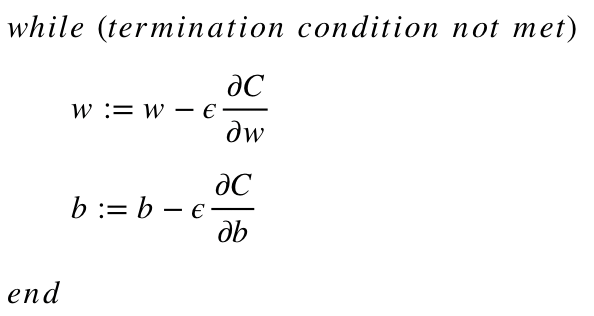 while (termination condition not met)
w := w − ϵ ∂C/∂w
b := b − ϵ ∂C/∂b
end